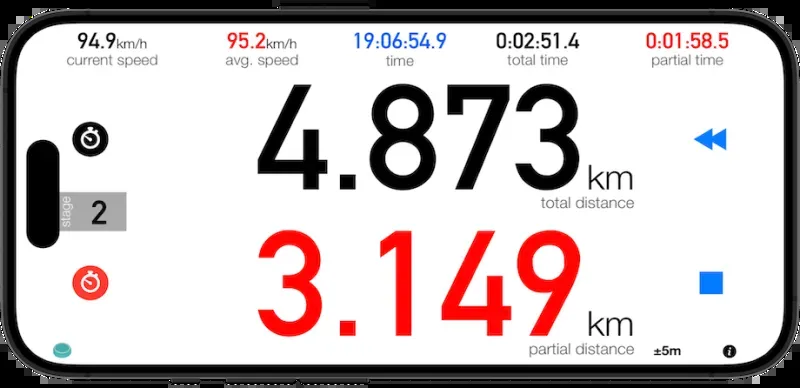 94.9km/h 95.2km/h 19:06:54.9 0:02:51.4 0:01:58.5
current speed avg. speed time total time partial time
4.873 km
total distance
stage 2
3.149 km
partial distance ±5m i